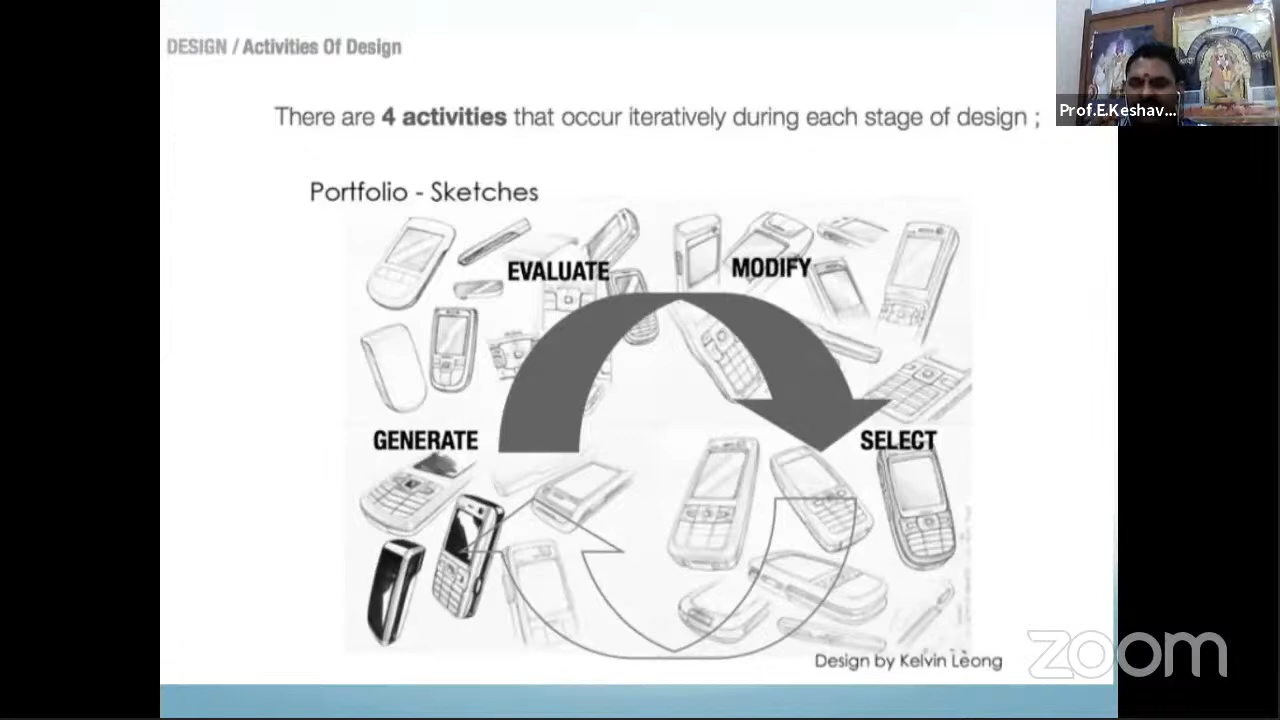 DESIGN / Activities Of Design
Prof.E.Keshav...
There are 4 activities that occur iteratively during each stage of design ;
Portfolio - Sketches
EVALUATE
MODIFY
GENERATE
SELECT
Design by Kelvin Leong
zoom